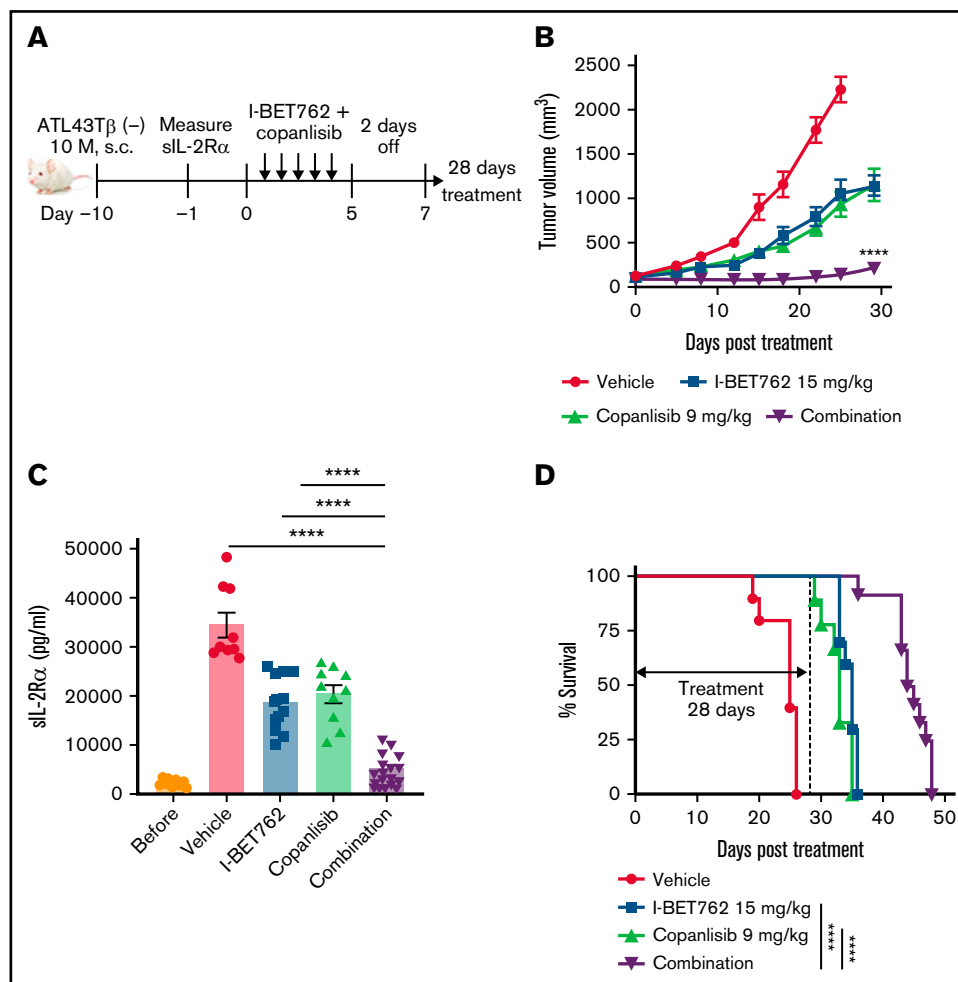 A
ATL43Tβ (–)
10 M, s.c.
Measure
sIL-2Rα
I-BET762 +
copanlisib
2 days
off
28 days
treatment
Day –10
–1
0
5
7
B
Tumor volume (mm³)
2500
2000
1500
1000
500
0
****
0
10
20
30
Days post treatment
Vehicle
I-BET762 15 mg/kg
Copanlisib 9 mg/kg
Combination
C
****
****
****
sIL-2Rα (pg/ml)
50000
40000
30000
20000
10000
0
Before
Vehicle
I-BET762
Copanlisib
Combination
D
% Survival
100
75
50
25
0
Treatment
28 days
0
10
20
30
40
50
Days post treatment
Vehicle
I-BET762 15 mg/kg
Copanlisib 9 mg/kg
Combination
****
****